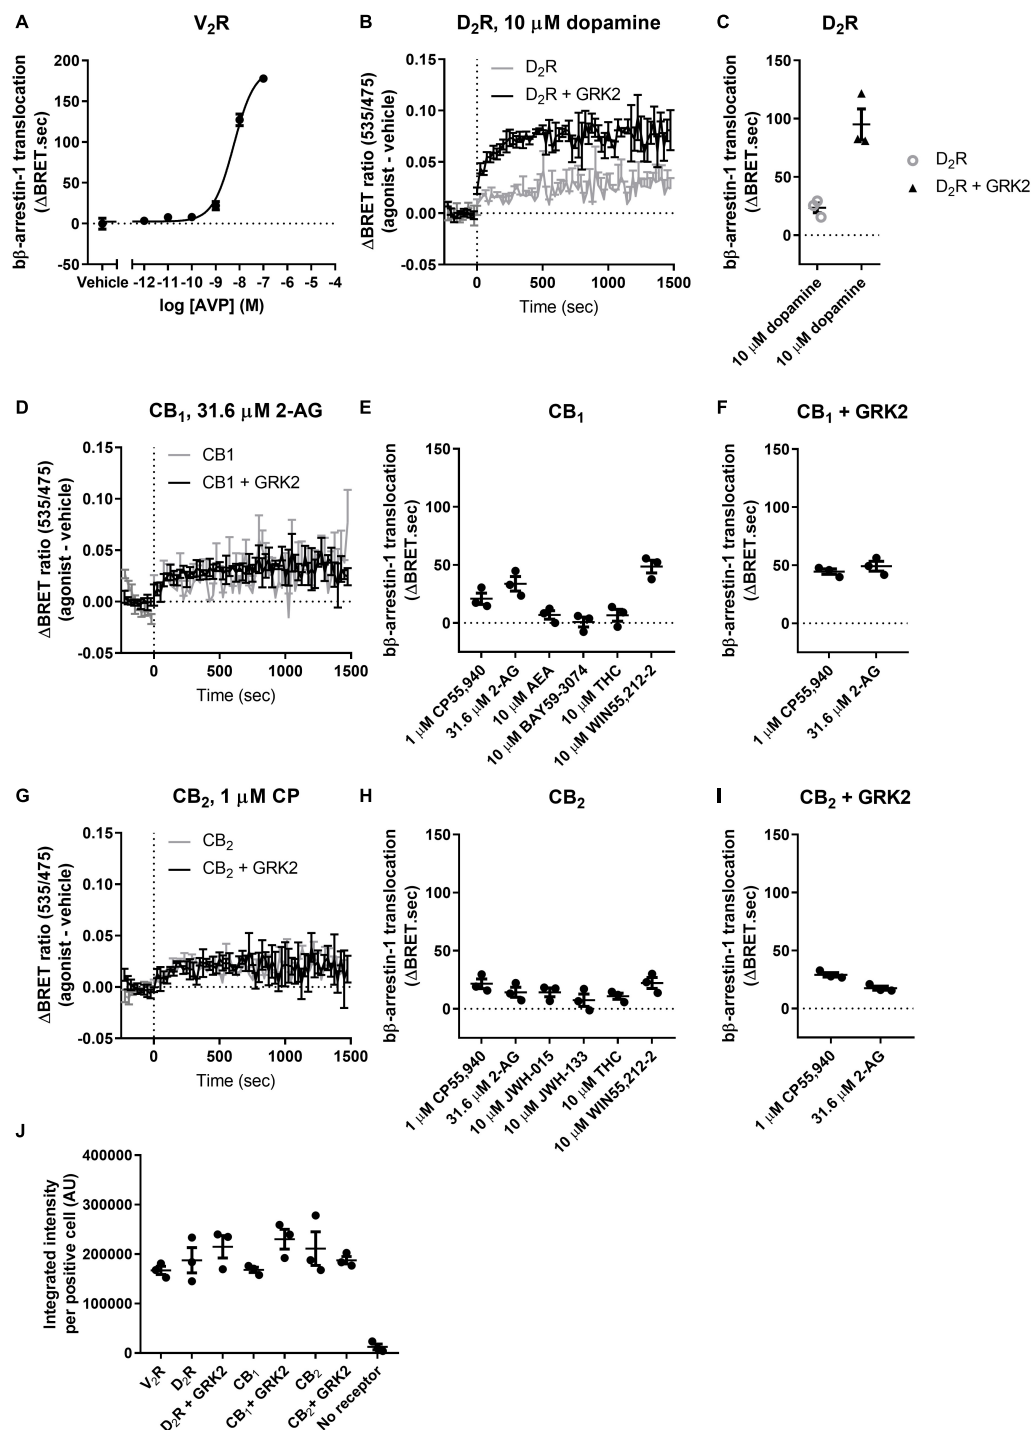 A
V₂R
bβ-arrestin-1 translocation
(ΔBRET.sec)
200
150
100
50
0
-50
Vehicle -12 -11 -10 -9 -8 -7 -6 -5 -4
log [AVP] (M)
B
D₂R, 10 μM dopamine
ΔBRET ratio (535/475)
(agonist - vehicle)
0.15
0.10
0.05
0.00
-0.05
D₂R
D₂R + GRK2
0 500 1000 1500
Time (sec)
C
D₂R
bβ-arrestin-1 translocation
(ΔBRET.sec)
150
100
50
0
10 μM dopamine
10 μM dopamine
D₂R
D₂R + GRK2
D
CB₁, 31.6 μM 2-AG
ΔBRET ratio (535/475)
(agonist - vehicle)
0.15
0.10
0.05
0.00
-0.05
CB1
CB1 + GRK2
0 500 1000 1500
Time (sec)
E
CB₁
bβ-arrestin-1 translocation
(ΔBRET.sec)
150
100
50
0
1 μM CP55,940
31.6 μM 2-AG
10 μM AEA
10 μM BAY59-3074
10 μM THC
10 μM WIN55,212-2
F
CB₁ + GRK2
bβ-arrestin-1 translocation
(ΔBRET.sec)
150
100
50
0
1 μM CP55,940
31.6 μM 2-AG
G
CB₂, 1 μM CP
ΔBRET ratio (535/475)
(agonist - vehicle)
0.15
0.10
0.05
0.00
-0.05
CB₂
CB₂ + GRK2
0 500 1000 1500
Time (sec)
H
CB₂
bβ-arrestin-1 translocation
(ΔBRET.sec)
150
100
50
0
1 μM CP55,940
31.6 μM 2-AG
10 μM JWH-015
10 μM JWH-133
10 μM THC
10 μM WIN55,212-2
I
CB₂ + GRK2
bβ-arrestin-1 translocation
(ΔBRET.sec)
150
100
50
0
1 μM CP55,940
31.6 μM 2-AG
J
Integrated intensity
per positive cell (AU)
400000
300000
200000
100000
0
V₂R
D₂R
D₂R + GRK2
CB₁
CB₁+ GRK2
CB₂
CB₂+ GRK2
No receptor